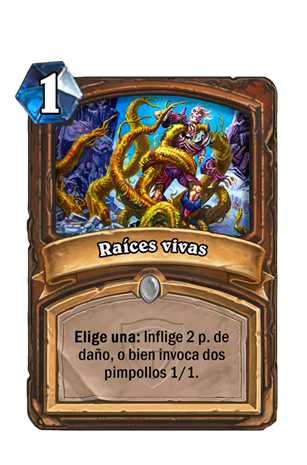 1
Raíces vivas
Elige una: Inflige 2 p. de
daño, o bien invoca dos
pimpollos 1/1.